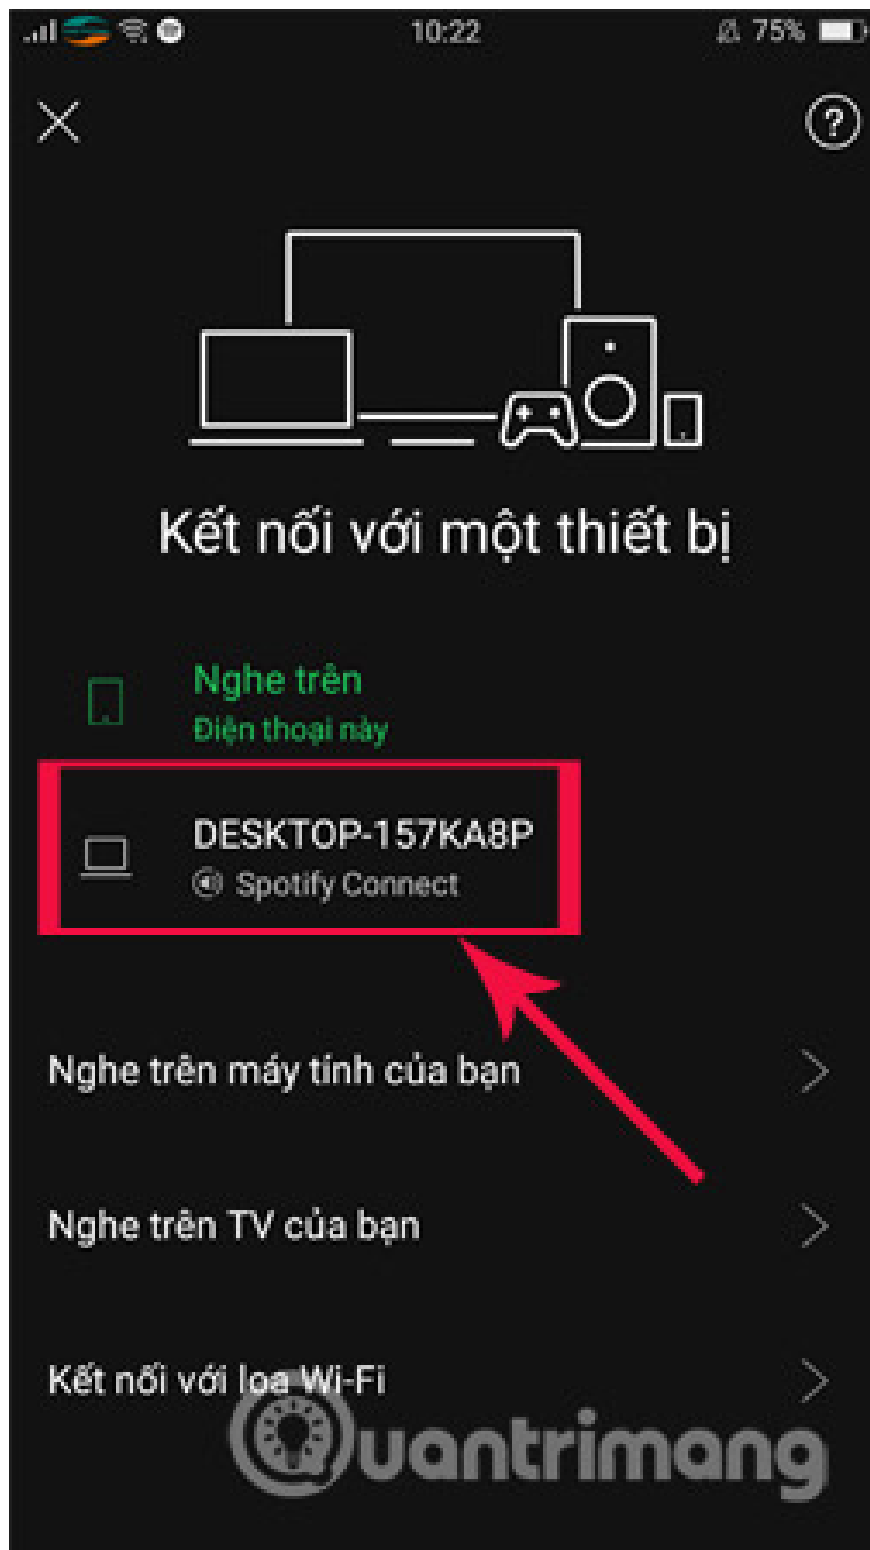 10:22
75%
?
Kết nối với một thiết bị
Nghe trên
Điện thoại này
DESKTOP-157KA8P
Spotify Connect
Nghe trên máy tính của bạn
Nghe trên TV của bạn
Kết nối với loa Wi-Fi
Quantrimang